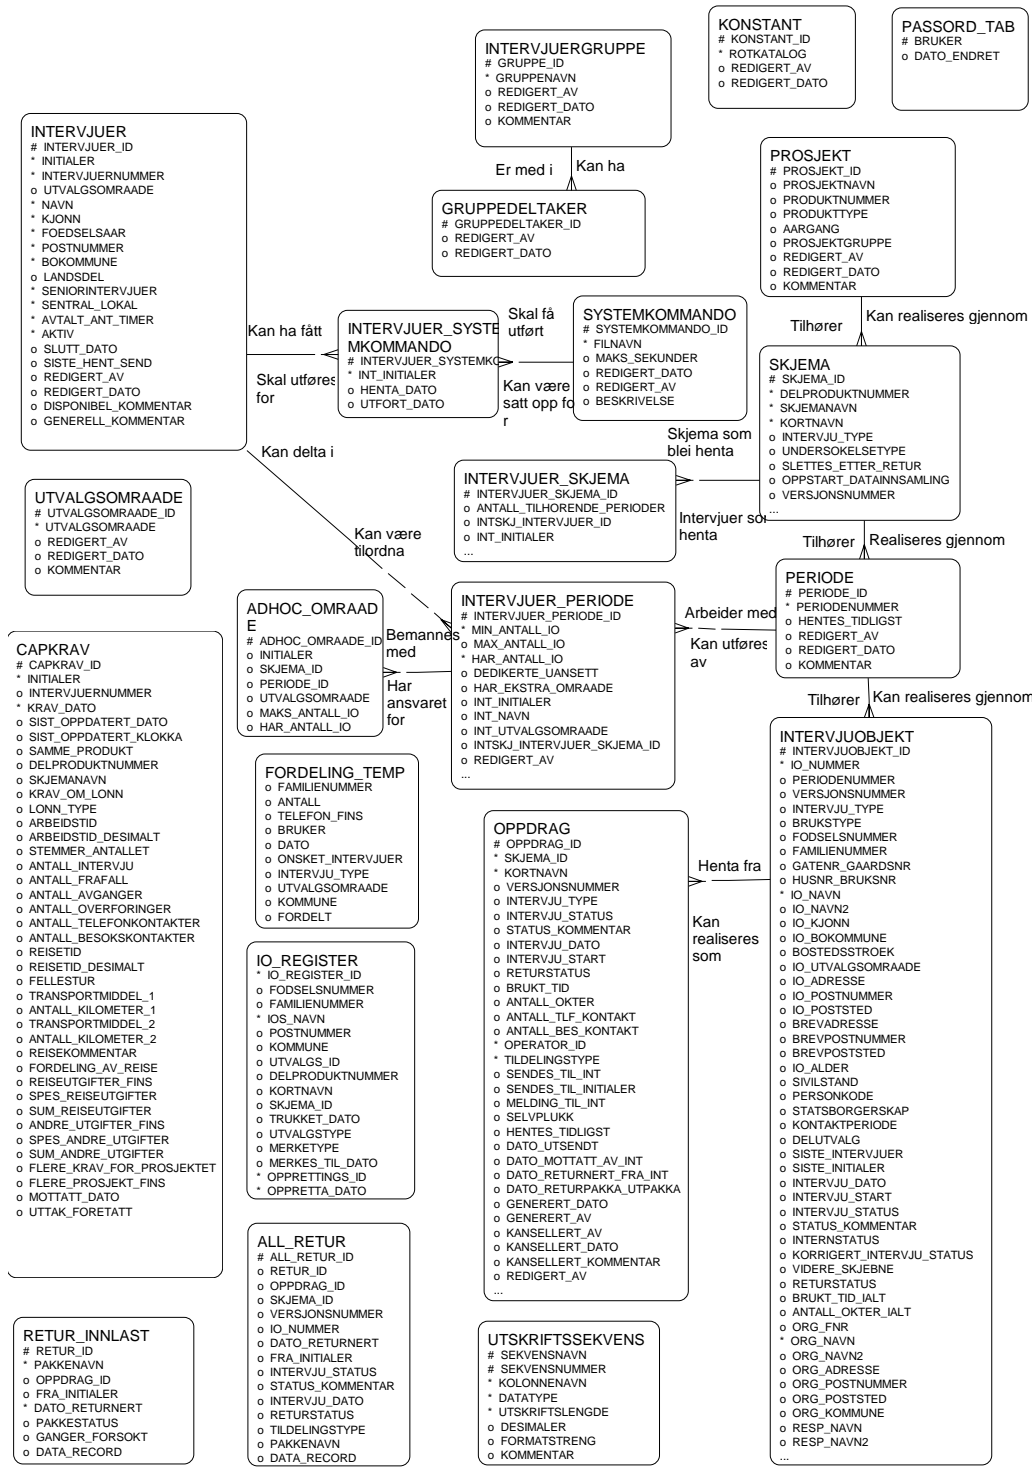 KONSTANT
# KONSTANT_ID
* ROTKATALOG
o REDIGERT_AV
o REDIGERT_DATO
PASSORD_TAB
# BRUKER
o DATO_ENDRET
INTERVJUERGRUPPE
# GRUPPE_ID
* GRUPPENAVN
o REDIGERT_AV
o REDIGERT_DATO
o KOMMENTAR
Er med i
Kan ha
GRUPPEDELTAKER
# GRUPPEDELTAKER_ID
o REDIGERT_AV
o REDIGERT_DATO
INTERVJUER
# INTERVJUER_ID
* INITIALER
* INTERVJUERNUMMER
o UTVALGSOMRAADE
* NAVN
* KJONN
* FOEDSELSAAR
* POSTNUMMER
* BOKOMMUNE
o LANDSDEL
* SENIORINTERVJUER
* SENTRAL_LOKAL
* AVTALT_ANT_TIMER
* AKTIV
o SLUTT_DATO
o SISTE_HENT_SEND
o REDIGERT_AV
o REDIGERT_DATO
o DISPONIBEL_KOMMENTAR
o GENERELL_KOMMENTAR
PROSJEKT
# PROSJEKT_ID
o PROSJEKTNAVN
o PRODUKTNUMMER
o PRODUKTTYPE
o AARGANG
o PROSJEKTGRUPPE
o REDIGERT_AV
o REDIGERT_DATO
o KOMMENTAR
Tilhører
Kan realiseres gjennom
Kan ha fått
Skal utføres
for
INTERVJUER_SYSTE
MKOMMANDO
# INTERVJUER_SYSTEMKO
* INT_INITIALER
o HENTA_DATO
o UTFORT_DATO
Skal få
utført
Kan være
satt opp fo
r
SYSTEMKOMMANDO
# SYSTEMKOMMANDO_ID
* FILNAVN
o MAKS_SEKUNDER
o REDIGERT_DATO
o REDIGERT_AV
o BESKRIVELSE
SKJEMA
# SKJEMA_ID
* DELPRODUKTNUMMER
* SKJEMANAVN
* KORTNAVN
o INTERVJU_TYPE
o UNDERSOKELSETYPE
o SLETTES_ETTER_RETUR
o OPPSTART_DATAINNSAMLING
o VERSJONSNUMMER
...
Skjema som
blei henta
Intervjuer sor
henta
INTERVJUER_SKJEMA
# INTERVJUER_SKJEMA_ID
o ANTALL_TILHORENDE_PERIODER
o INTSKJ_INTERVJUER_ID
o INT_INITIALER
...
Kan delta i
Kan være
tilordna
UTVALGSOMRAADE
# UTVALGSOMRAADE_ID
* UTVALGSOMRAADE
o REDIGERT_AV
o REDIGERT_DATO
o KOMMENTAR
Tilhører
Realiseres gjennom
PERIODE
# PERIODE_ID
* PERIODENUMMER
o HENTES_TIDLIGST
o REDIGERT_AV
o REDIGERT_DATO
o KOMMENTAR
Arbeider med
Kan utføres
av
INTERVJUER_PERIODE
# INTERVJUER_PERIODE_ID
* MIN_ANTALL_IO
o MAX_ANTALL_IO
* HAR_ANTALL_IO
o DEDIKERTE_UANSETT
o HAR_EKSTRA_OMRAADE
o INT_INITIALER
o INT_NAVN
o INT_UTVALGSOMRAADE
o INTSKJ_INTERVJUER_SKJEMA_ID
o REDIGERT_AV
...
Bemannes
med
Har
ansvaret
for
ADHOC_OMRAAD
E
# ADHOC_OMRAADE_ID
o INITIALER
o SKJEMA_ID
o PERIODE_ID
o UTVALGSOMRAADE
o MAKS_ANTALL_IO
o HAR_ANTALL_IO
CAPKRAV
# CAPKRAV_ID
* INITIALER
o INTERVJUERNUMMER
* KRAV_DATO
o SIST_OPPDATERT_DATO
o SIST_OPPDATERT_KLOKKA
o SAMME_PRODUKT
o DELPRODUKTNUMMER
o SKJEMANAVN
o KRAV_OM_LONN
o LONN_TYPE
o ARBEIDSTID
o ARBEIDSTID_DESIMALT
o STEMMER_ANTALLET
o ANTALL_INTERVJU
o ANTALL_FRAFALL
o ANTALL_AVGANGER
o ANTALL_OVERFORINGER
o ANTALL_TELEFONKONTAKTER
o ANTALL_BESOKSKONTAKTER
o REISETID
o REISETID_DESIMALT
o FELLESTUR
o TRANSPORTMIDDEL_1
o ANTALL_KILOMETER_1
o TRANSPORTMIDDEL_2
o ANTALL_KILOMETER_2
o REISEKOMMENTAR
o FORDELING_AV_REISE
o REISEUTGIFTER_FINS
o SPES_REISEUTGIFTER
o SUM_REISEUTGIFTER
o ANDRE_UTGIFTER_FINS
o SPES_ANDRE_UTGIFTER
o SUM_ANDRE_UTGIFTER
o FLERE_KRAV_FOR_PROSJEKTET
o FLERE_PROSJEKT_FINS
o MOTTATT_DATO
o UTTAK_FORETATT
FORDELING_TEMP
o FAMILIENUMMER
o ANTALL
o TELEFON_FINS
o BRUKER
o DATO
o ONSKET_INTERVJUER
o INTERVJU_TYPE
o UTVALGSOMRAADE
o KOMMUNE
o FORDELT
Tilhører
Kan realiseres gjennom
INTERVJUOBJEKT
# INTERVJUOBJEKT_ID
* IO_NUMMER
o PERIODENUMMER
o VERSJONSNUMMER
o INTERVJU_TYPE
o BRUKSTYPE
o FODSELSNUMMER
o FAMILIENUMMER
o GATENR_GAARDSNR
o HUSNR_BRUKSNR
* IO_NAVN
o IO_NAVN2
o IO_KJONN
o IO_BOKOMMUNE
o BOSTEDSSTROEK
o IO_UTVALGSOMRAADE
o IO_ADRESSE
o IO_POSTNUMMER
o IO_POSTSTED
o BREVADRESSE
o BREVPOSTNUMMER
o BREVPOSTSTED
o IO_ALDER
o SIVILSTAND
o PERSONKODE
o STATSBORGERSKAP
o KONTAKTPERIODE
o DELUTVALG
o SISTE_INTERVJUER
o SISTE_INITIALER
o INTERVJU_DATO
o INTERVJU_START
o INTERVJU_STATUS
o STATUS_KOMMENTAR
o INTERNSTATUS
o KORRIGERT_INTERVJU_STATUS
o VIDERE_SKJEBNE
o RETURSTATUS
o BRUKT_TID_IALT
o ANTALL_OKTER_IALT
o ORG_FNR
* ORG_NAVN
o ORG_NAVN2
o ORG_ADRESSE
o ORG_POSTNUMMER
o ORG_POSTSTED
o ORG_KOMMUNE
o RESP_NAVN
o RESP_NAVN2
...
Henta fra
Kan
realiseres
som
OPPDRAG
# OPPDRAG_ID
* SKJEMA_ID
* KORTNAVN
o VERSJONSNUMMER
o INTERVJU_TYPE
o INTERVJU_STATUS
o STATUS_KOMMENTAR
o INTERVJU_DATO
o INTERVJU_START
o RETURSTATUS
o BRUKT_TID
o ANTALL_OKTER
o ANTALL_TLF_KONTAKT
o ANTALL_BES_KONTAKT
* OPERATOR_ID
* TILDELINGSTYPE
o SENDES_TIL_INT
o SENDES_TIL_INITIALER
o MELDING_TIL_INT
o SELVPLUKK
o HENTES_TIDLIGST
o DATO_UTSENDT
o DATO_MOTTATT_AV_INT
o DATO_RETURNERT_FRA_INT
o DATO_RETURPAKKA_UTPAKKA
o GENERERT_DATO
o GENERERT_AV
o KANSELLERT_AV
o KANSELLERT_DATO
o KANSELLERT_KOMMENTAR
o REDIGERT_AV
...
IO_REGISTER
* IO_REGISTER_ID
o FODSELSNUMMER
o FAMILIENUMMER
* IOS_NAVN
o POSTNUMMER
o KOMMUNE
o UTVALGS_ID
o DELPRODUKTNUMMER
o KORTNAVN
o SKJEMA_ID
o TRUKKET_DATO
o UTVALGSTYPE
o MERKETYPE
o MERKES_TIL_DATO
* OPPRETTINGS_ID
* OPPRETTA_DATO
ALL_RETUR
# ALL_RETUR_ID
o RETUR_ID
o OPPDRAG_ID
o SKJEMA_ID
o VERSJONSNUMMER
o IO_NUMMER
o DATO_RETURNERT
o FRA_INITIALER
o INTERVJU_STATUS
o STATUS_KOMMENTAR
o INTERVJU_DATO
o RETURSTATUS
o TILDELINGSTYPE
o PAKKENAVN
o DATA_RECORD
RETUR_INNLAST
# RETUR_ID
* PAKKENAVN
o OPPDRAG_ID
o FRA_INITIALER
* DATO_RETURNERT
o PAKKESTATUS
o GANGER_FORSOKT
o DATA_RECORD
UTSKRIFTSSEKVENS
# SEKVENSNAVN
# SEKVENSNUMMER
* KOLONNENAVN
* DATATYPE
* UTSKRIFTSLENGDE
o DESIMALER
o FORMATSTRENG
o KOMMENTAR